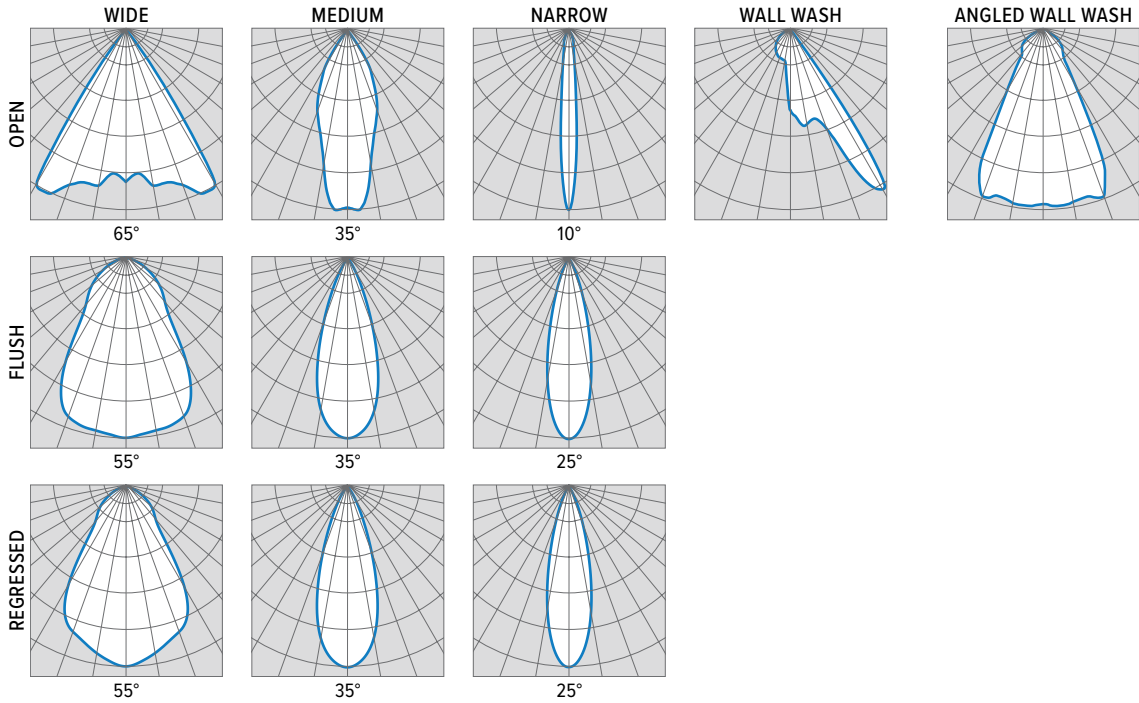 WIDE
MEDIUM
NARROW
WALL WASH
ANGLED WALL WASH
OPEN
65°
35°
10°
FLUSH
55°
35°
25°
REGRESSED
55°
35°
25°